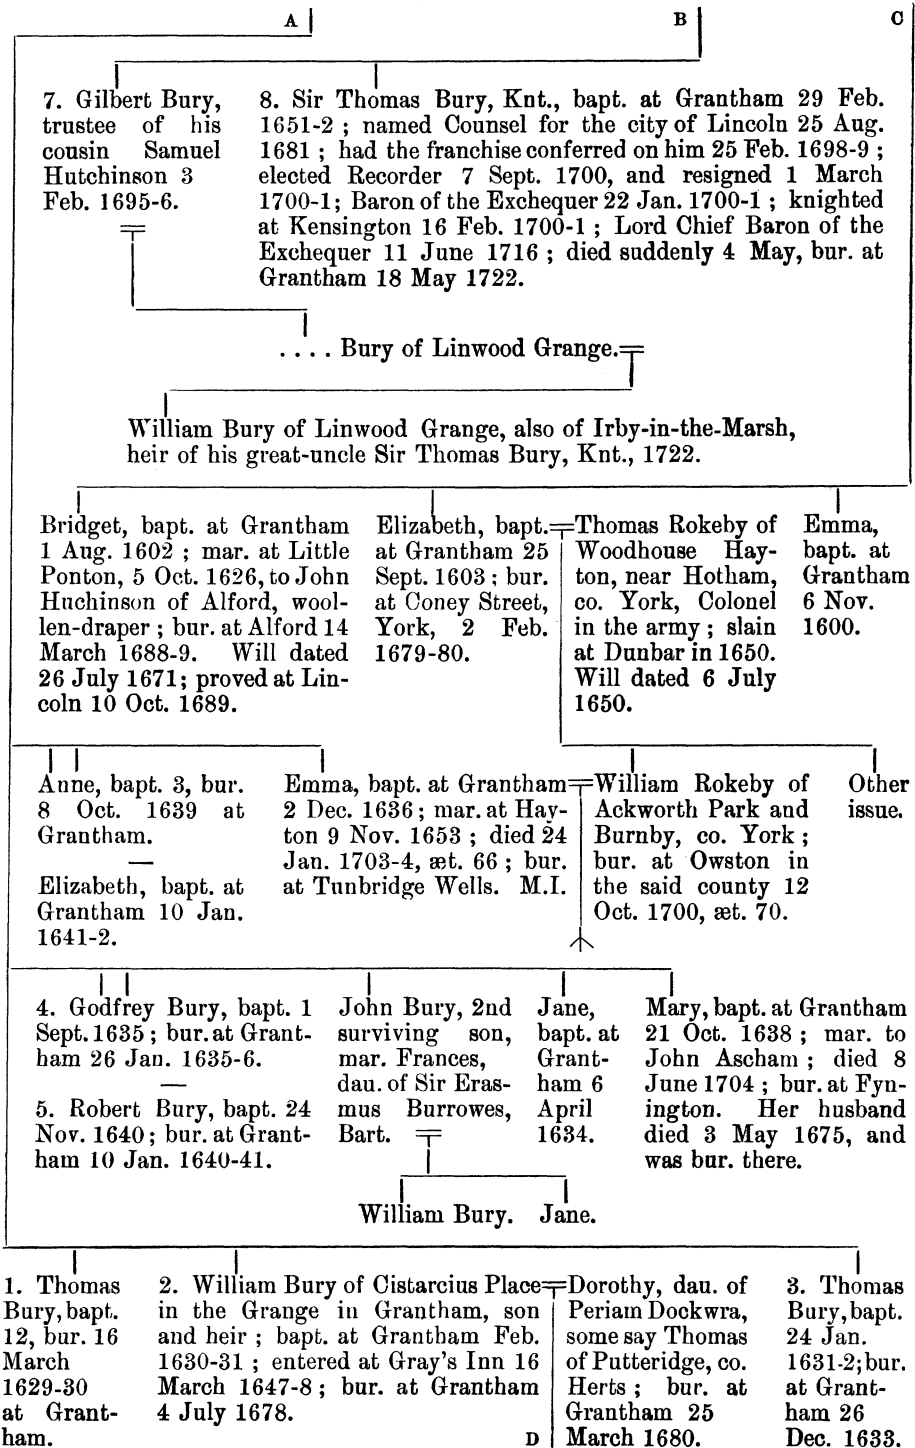 A B C
7. Gilbert Bury,
trustee of his
cousin Samuel
Hutchinson 3
Feb. 1695-6.
8. Sir Thomas Bury, Knt., bapt. at Grantham 29 Feb.
1651-2 ; named Counsel for the city of Lincoln 25 Aug.
1681 ; had the franchise conferred on him 25 Feb. 1698-9 ;
elected Recorder 7 Sept. 1700, and resigned 1 March
1700-1; Baron of the Exchequer 22 Jan. 1700-1 ; knighted
at Kensington 16 Feb. 1700-1 ; Lord Chief Baron of the
Exchequer 11 June 1716 ; died suddenly 4 May, bur. at
Grantham 18 May 1722.
. . . . Bury of Linwood Grange.
William Bury of Linwood Grange, also of Irby-in-the-Marsh,
heir of his great-uncle Sir Thomas Bury, Knt., 1722.
Bridget, bapt. at Grantham
1 Aug. 1602 ; mar. at Little
Ponton, 5 Oct. 1626, to John
Huchinson of Alford, wool-
len-draper ; bur. at Alford 14
March 1688-9. Will dated
26 July 1671; proved at Lin-
coln 10 Oct. 1689.
Elizabeth, bapt.
at Grantham 25
Sept. 1603 ; bur.
at Coney Street,
York, 2 Feb.
1679-80.
Thomas Rokeby of
Woodhouse Hay-
ton, near Hotham,
co. York, Colonel
in the army ; slain
at Dunbar in 1650.
Will dated 6 July
1650.
Emma,
bapt. at
Grantham
6 Nov.
1600.
Anne, bapt. 3, bur.
8 Oct. 1639 at
Grantham.
—
Elizabeth, bapt. at
Grantham 10 Jan.
1641-2.
Emma, bapt. at Grantham
2 Dec. 1636 ; mar. at Hay-
ton 9 Nov. 1653 ; died 24
Jan. 1703-4, æt. 66 ; bur.
at Tunbridge Wells. M.I.
William Rokeby of
Ackworth Park and
Burnby, co. York ;
bur. at Owston in
the said county 12
Oct. 1700, æt. 70.
Other
issue.
4. Godfrey Bury, bapt. 1
Sept. 1635 ; bur. at Grant-
ham 26 Jan. 1635-6.
—
5. Robert Bury, bapt. 24
Nov. 1640 ; bur. at Grant-
ham 10 Jan. 1640-41.
John Bury, 2nd
surviving son,
mar. Frances,
dau. of Sir Eras-
mus Burrowes,
Bart.
Jane,
bapt. at
Grant-
ham 6
April
1634.
Mary, bapt. at Grantham
21 Oct. 1638 ; mar. to
John Ascham ; died 8
June 1704 ; bur. at Fyn-
ington. Her husband
died 3 May 1675, and
was bur. there.
William Bury. Jane.
1. Thomas
Bury, bapt.
12, bur. 16
March
1629-30
at Grant-
ham.
2. William Bury of Cistarcius Place
in the Grange in Grantham, son
and heir ; bapt. at Grantham Feb.
1630-31 ; entered at Gray's Inn 16
March 1647-8 ; bur. at Grantham
4 July 1678.
D
Dorothy, dau. of
Periam Dockwra,
some say Thomas
of Putteridge, co.
Herts ; bur. at
Grantham 25
March 1680.
3. Thomas
Bury, bapt.
24 Jan.
1631-2; bur.
at Grant-
ham 26
Dec. 1633.